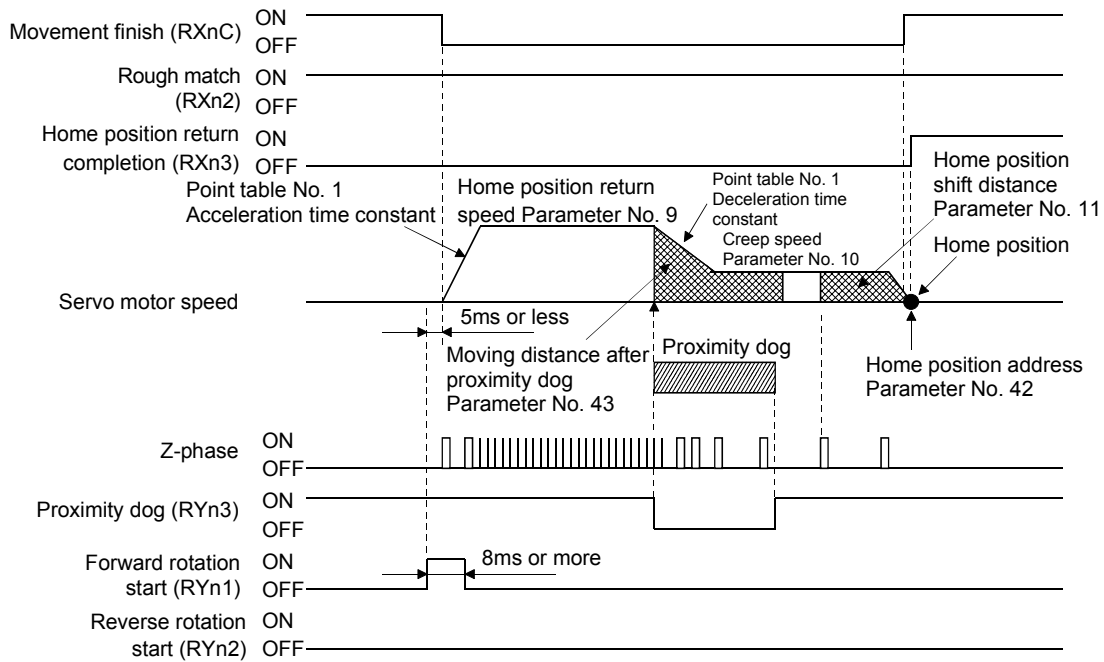 Movement finish (RXnC)
ON
OFF
Rough match
(RXn2)
ON
OFF
Home position return
completion (RXn3)
ON
OFF
Point table No. 1
Acceleration time constant
Home position return
speed Parameter No. 9
Point table No. 1
Deceleration time
constant
Creep speed
Parameter No. 10
Home position
shift distance
Parameter No. 11
Home position
Servo motor speed
5ms or less
Moving distance after
proximity dog
Parameter No. 43
Proximity dog
Home position address
Parameter No. 42
Z-phase
ON
OFF
Proximity dog (RYn3)
ON
OFF
Forward rotation
start (RYn1)
ON
OFF
8ms or more
Reverse rotation
start (RYn2)
ON
OFF